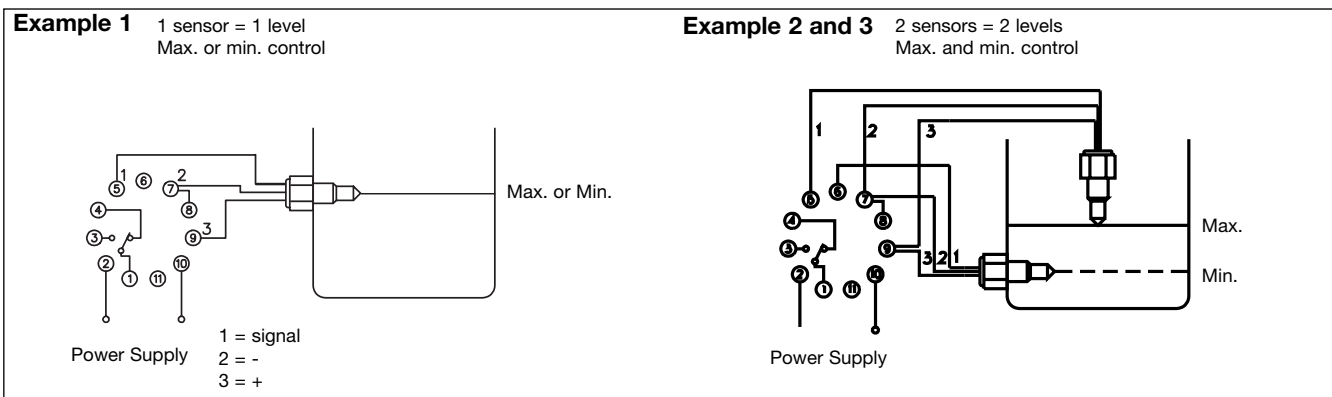 Example 1 1 sensor = 1 level
Max. or min. control
5 1 6 7 2
4 8
3 9 3
2 1 11 10
Max. or Min.
Power Supply
1 = signal
2 = -
3 = +
Example 2 and 3 2 sensors = 2 levels
Max. and min. control
1 2 3
5 6 7
4 8
3 9
2 1 11 10
3 2 1
Max.
Min.
Power Supply